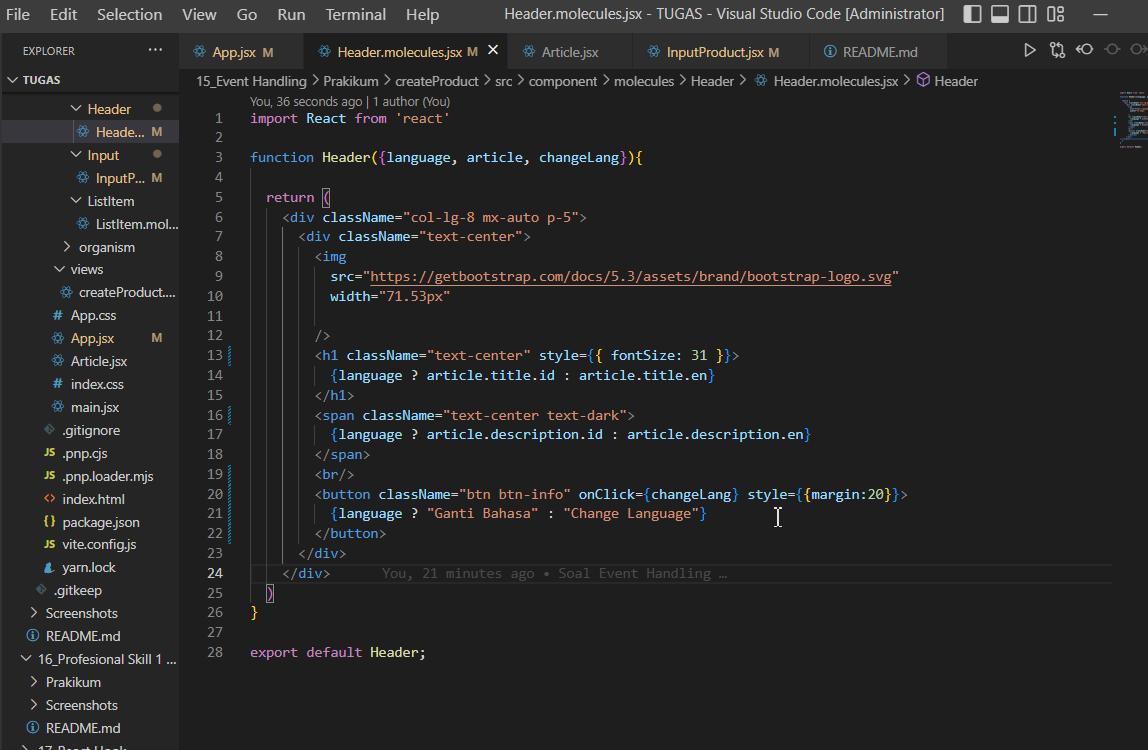 File Edit Selection View Go Run Terminal Help Header.molecules.jsx - TUGAS - Visual Studio Code [Administrator]
EXPLORER ...
TUGAS
Header
Heade... M
Input
InputP... M
ListItem
ListItem.mol...
organism
views
createProduct....
# App.css
App.jsx M
Article.jsx
# index.css
main.jsx
.gitignore
JS .pnp.cjs
JS .pnp.loader.mjs
<> index.html
{} package.json
JS vite.config.js
yarn.lock
.gitkeep
Screenshots
README.md
16_Profesional Skill 1 ...
Prakikum
Screenshots
README.md
17_React Hook
App.jsx M Header.molecules.jsx M Article.jsx InputProduct.jsx M README.md
15_Event Handling > Prakikum > createProduct > src > component > molecules > Header > Header.molecules.jsx > Header
You, 36 seconds ago | 1 author (You)
1 import React from 'react'
2
3 function Header({language, article, changeLang}){
4
5 return (
6 <div className="col-lg-8 mx-auto p-5">
7 <div className="text-center">
8 <img
9 src="https://getbootstrap.com/docs/5.3/assets/brand/bootstrap-logo.svg"
10 width="71.53px"
11
12 />
13 <h1 className="text-center" style={{ fontSize: 31 }}>
14 {language ? article.title.id : article.title.en}
15 </h1>
16 <span className="text-center text-dark">
17 {language ? article.description.id : article.description.en}
18 </span>
19 <br/>
20 <button className="btn btn-info" onClick={changeLang} style={{margin:20}}>
21 {language ? "Ganti Bahasa" : "Change Language"}
22 </button>
23 </div>
24 </div> You, 21 minutes ago • Soal Event Handling …
25 )
26 }
27
28 export default Header;